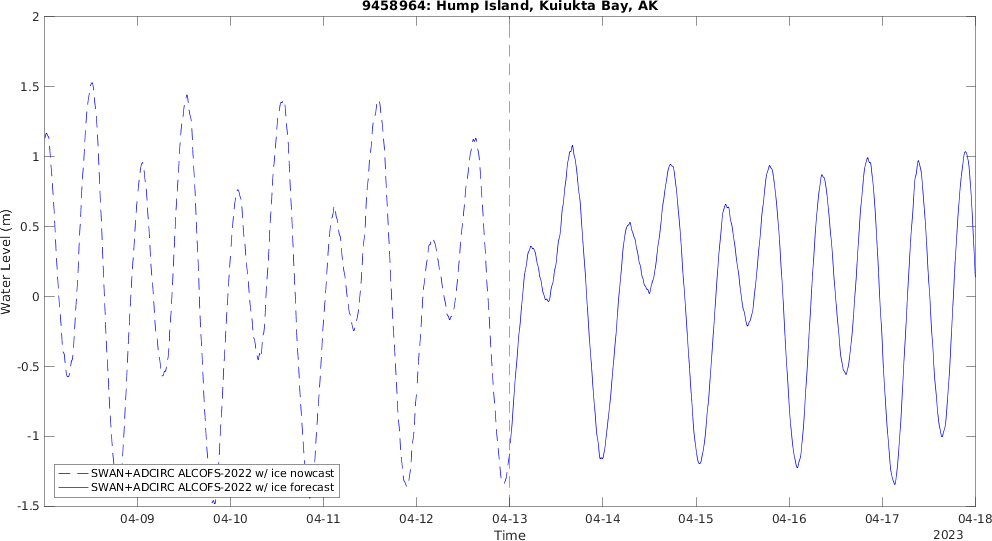 9458964: Hump Island, Kuiukta Bay, AK
Water Level (m)
2
1.5
1
0.5
0
-0.5
-1
-1.5
SWAN+ADCIRC ALCOFS-2022 w/ ice nowcast
SWAN+ADCIRC ALCOFS-2022 w/ ice forecast
04-09 04-10 04-11 04-12 04-13 04-14 04-15 04-16 04-17 04-18
Time
2023